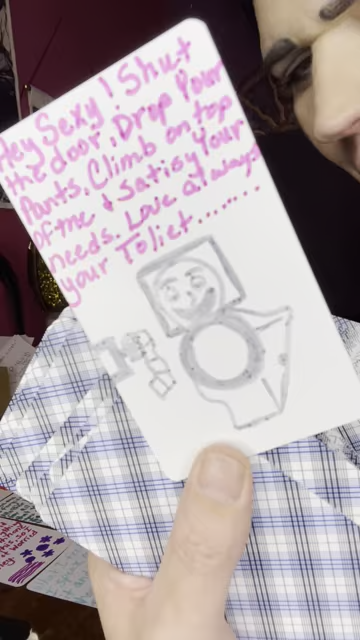 Hey Sexy! Shut
the door, Drop Your
Pants, Climb on top
of me & Satisfy Your
needs. Love always
your Toliet........